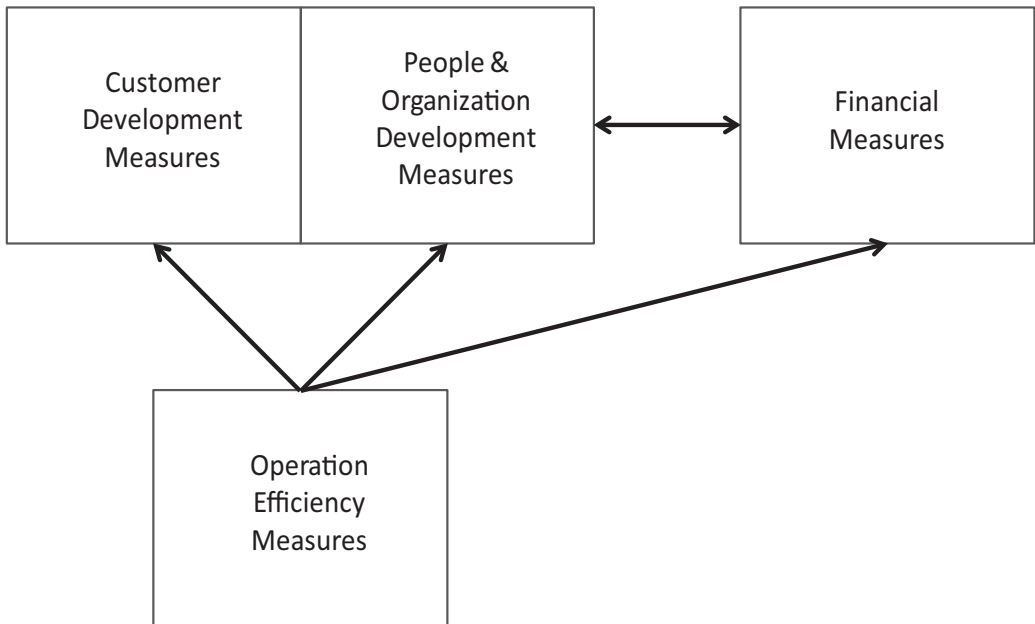 Customer
Development
Measures
People &
Organization
Development
Measures
Financial
Measures
Operation
Efficiency
Measures